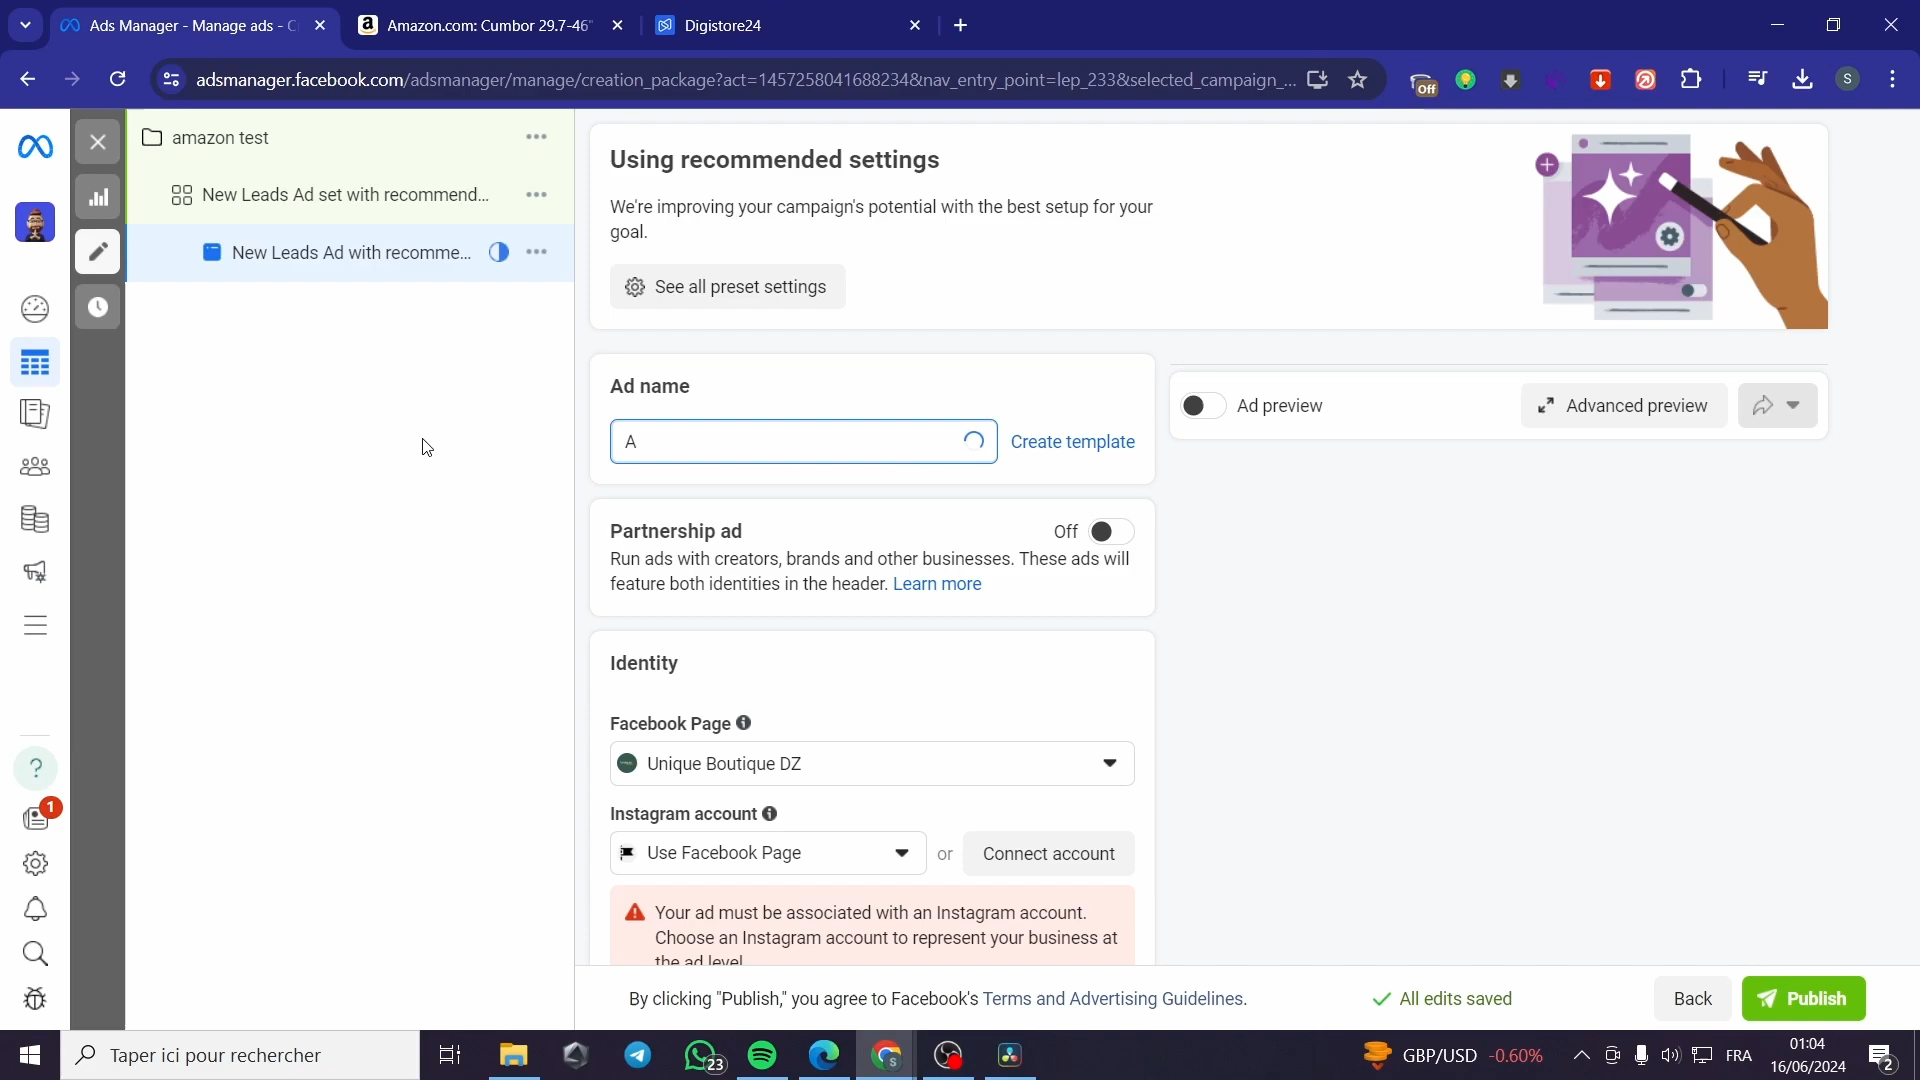 Ads Manager - Manage ads - C
Amazon.com: Cumbor 29.7-46"
Digistore24
adsmanager.facebook.com/adsmanager/manage/creation_package?act=1457258041688234&nav_entry_point=lep_233&selected_campaign_...
Off
S
amazon test
New Leads Ad set with recommend...
New Leads Ad with recomme...
Using recommended settings
We're improving your campaign's potential with the best setup for your
goal.
See all preset settings
Ad name
A
Create template
Ad preview
Advanced preview
Partnership ad
Off
Run ads with creators, brands and other businesses. These ads will
feature both identities in the header. Learn more
Identity
Facebook Page
Unique Boutique DZ
Instagram account
Use Facebook Page
or
Connect account
Your ad must be associated with an Instagram account.
Choose an Instagram account to represent your business at
the ad level.
1
By clicking "Publish," you agree to Facebook's Terms and Advertising Guidelines.
All edits saved
Back
Publish
Taper ici pour rechercher
23
S
GBP/USD -0.60%
FRA
01:04
16/06/2024
2